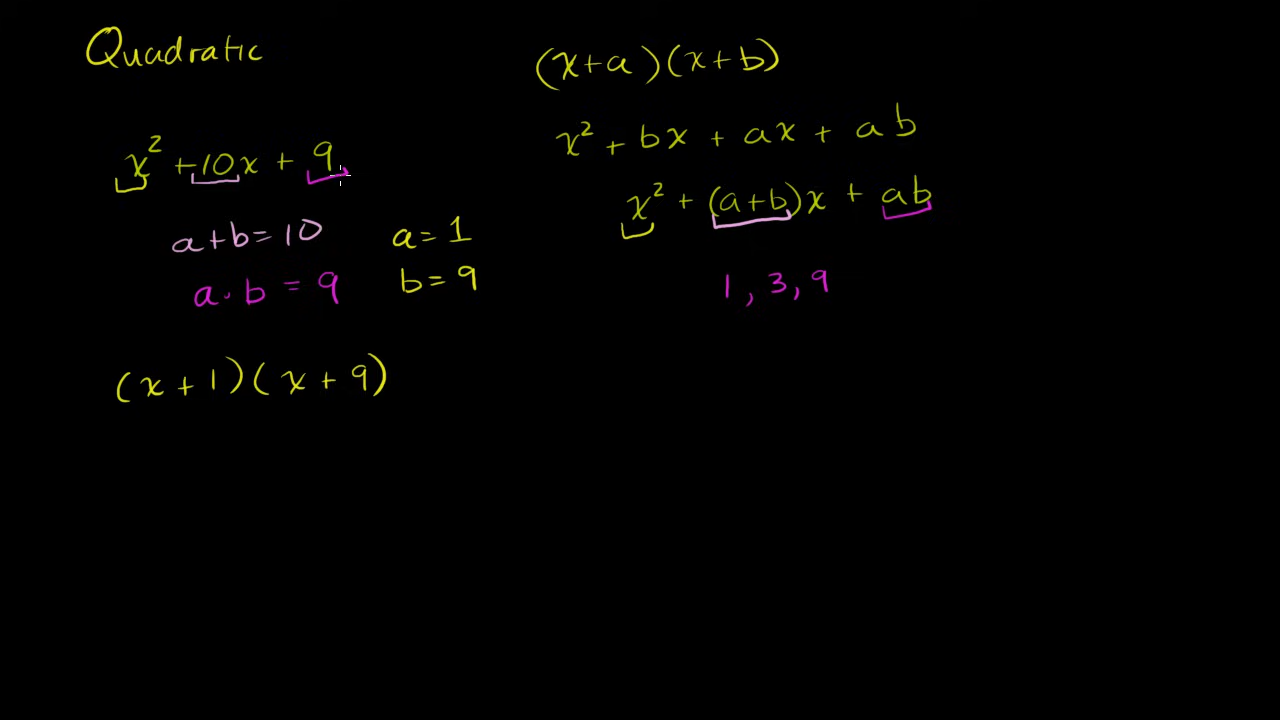 Quadratic
x² + 10x + 9
a+b = 10
a · b = 9
a = 1
b = 9
(x + 1)(x + 9)
(x+a)(x+b)
x² + bx + ax + ab
x² + (a+b)x + ab
1, 3, 9